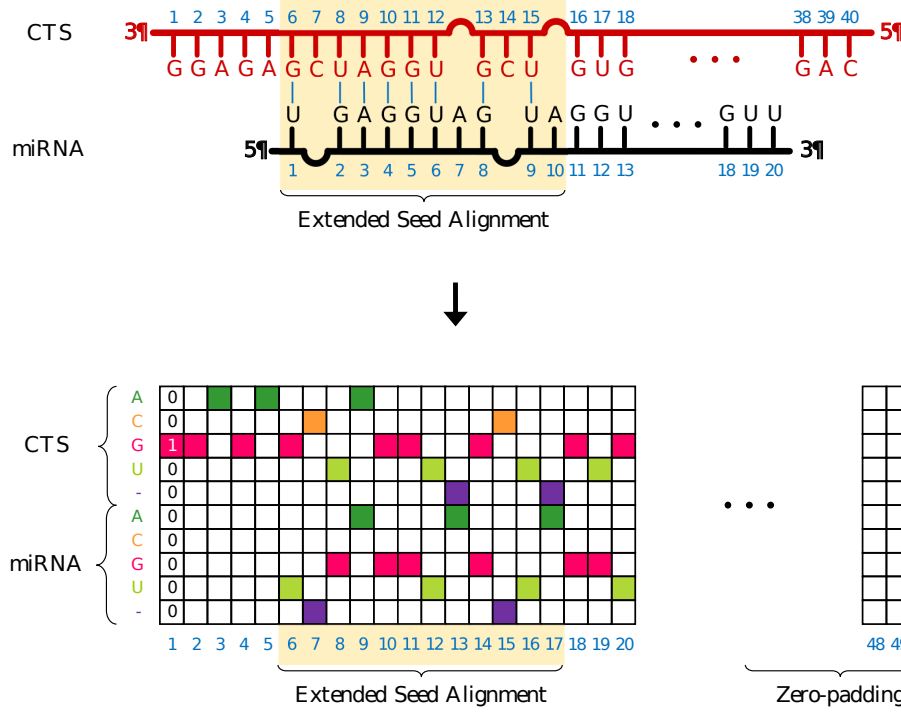 1 2 3 4 5 6 7 8 9 10 11 12 13 14 15 16 17 18 38 39 40
CTS 3¶ 5¶
G G A G A G C U A G G U G C U G U G ... G A C
U G A G G U A G U A G G U ... G U U
miRNA 5¶ 3¶
1 2 3 4 5 6 7 8 9 10 11 12 13 18 19 20
Extended Seed Alignment
A 0
C 0
CTS G 1
U 0
- 0
...
A 0
C 0
miRNA G 0
U 0
- 0
1 2 3 4 5 6 7 8 9 10 11 12 13 14 15 16 17 18 19 20 48 49
Extended Seed Alignment Zero-padding